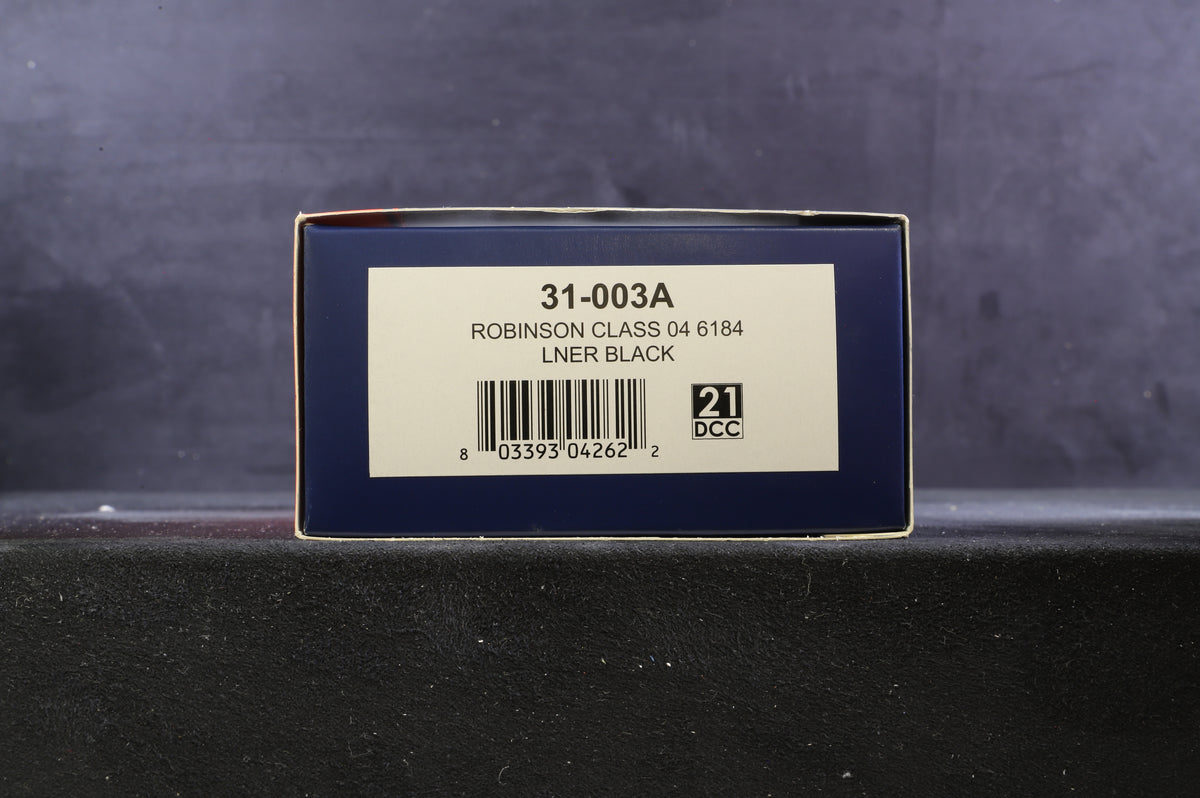 31-003A
ROBINSON CLASS 04 6184
LNER BLACK
21
DCC
8 03393 04262 2